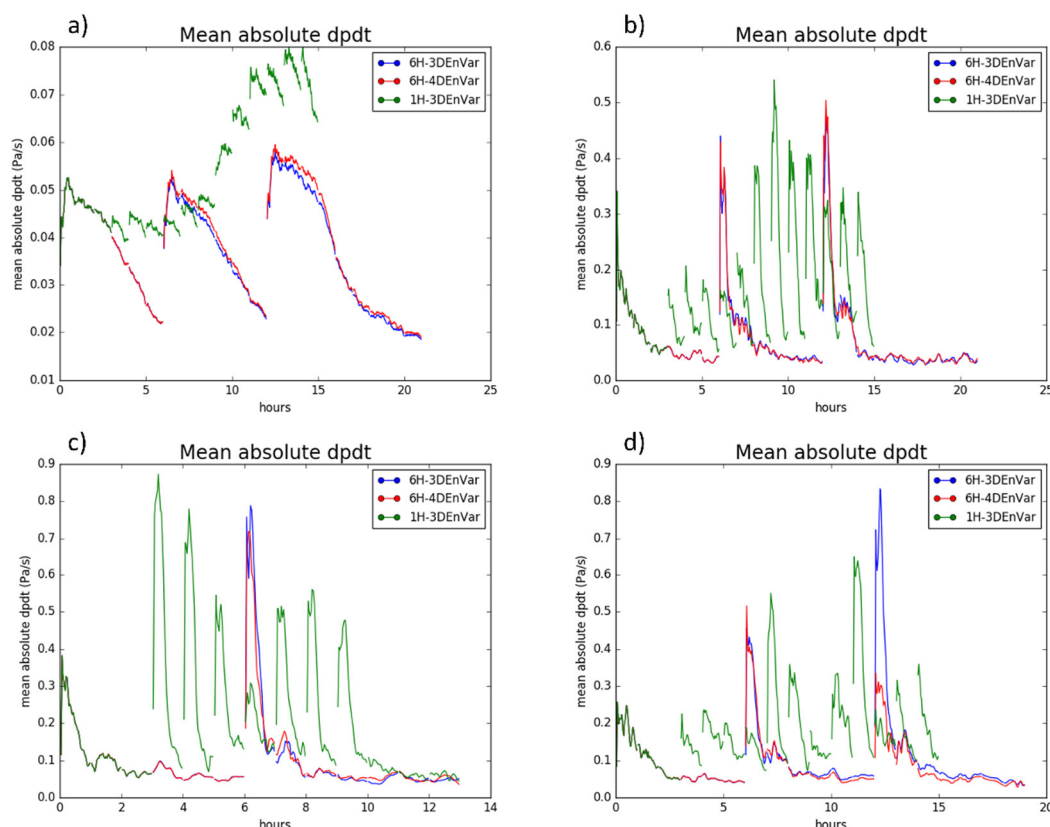 a)
Mean absolute dpdt
0.08
0.07
0.06
0.05
0.04
0.03
0.02
0.01
mean absolute dpdt (Pa/s)
6H-3DEnVar
6H-4DEnVar
1H-3DEnVar
0 5 10 15 20 25
hours
b)
Mean absolute dpdt
0.6
0.5
0.4
0.3
0.2
0.1
0.0
mean absolute dpdt (Pa/s)
6H-3DEnVar
6H-4DEnVar
1H-3DEnVar
0 5 10 15 20 25
hours
c)
Mean absolute dpdt
0.9
0.8
0.7
0.6
0.5
0.4
0.3
0.2
0.1
0.0
mean absolute dpdt (Pa/s)
6H-3DEnVar
6H-4DEnVar
1H-3DEnVar
0 2 4 6 8 10 12 14
hours
d)
Mean absolute dpdt
0.9
0.8
0.7
0.6
0.5
0.4
0.3
0.2
0.1
0.0
mean absolute dpdt (Pa/s)
6H-3DEnVar
6H-4DEnVar
1H-3DEnVar
0 5 10 15 20
hours